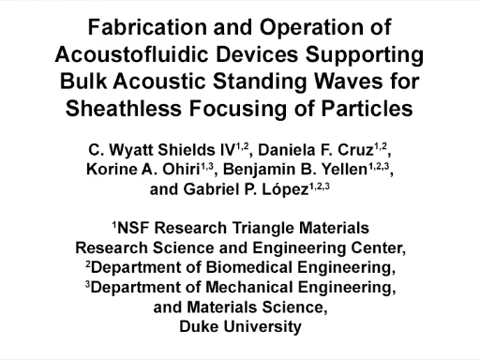 Fabrication and Operation of
Acoustofluidic Devices Supporting
Bulk Acoustic Standing Waves for
Sheathless Focusing of Particles
C. Wyatt Shields IV¹,², Daniela F. Cruz¹,²,
Korine A. Ohiri¹,³, Benjamin B. Yellen¹,²,³,
and Gabriel P. López¹,²,³
¹NSF Research Triangle Materials
Research Science and Engineering Center,
²Department of Biomedical Engineering,
³Department of Mechanical Engineering,
and Materials Science,
Duke University